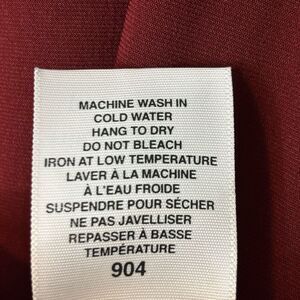 MACHINE WASH IN
COLD WATER
HANG TO DRY
DO NOT BLEACH
IRON AT LOW TEMPERATURE
LAVER À LA MACHINE
À L'EAU FROIDE
SUSPENDRE POUR SÉCHER
NE PAS JAVELLISER
REPASSER À BASSE
TEMPÉRATURE
904